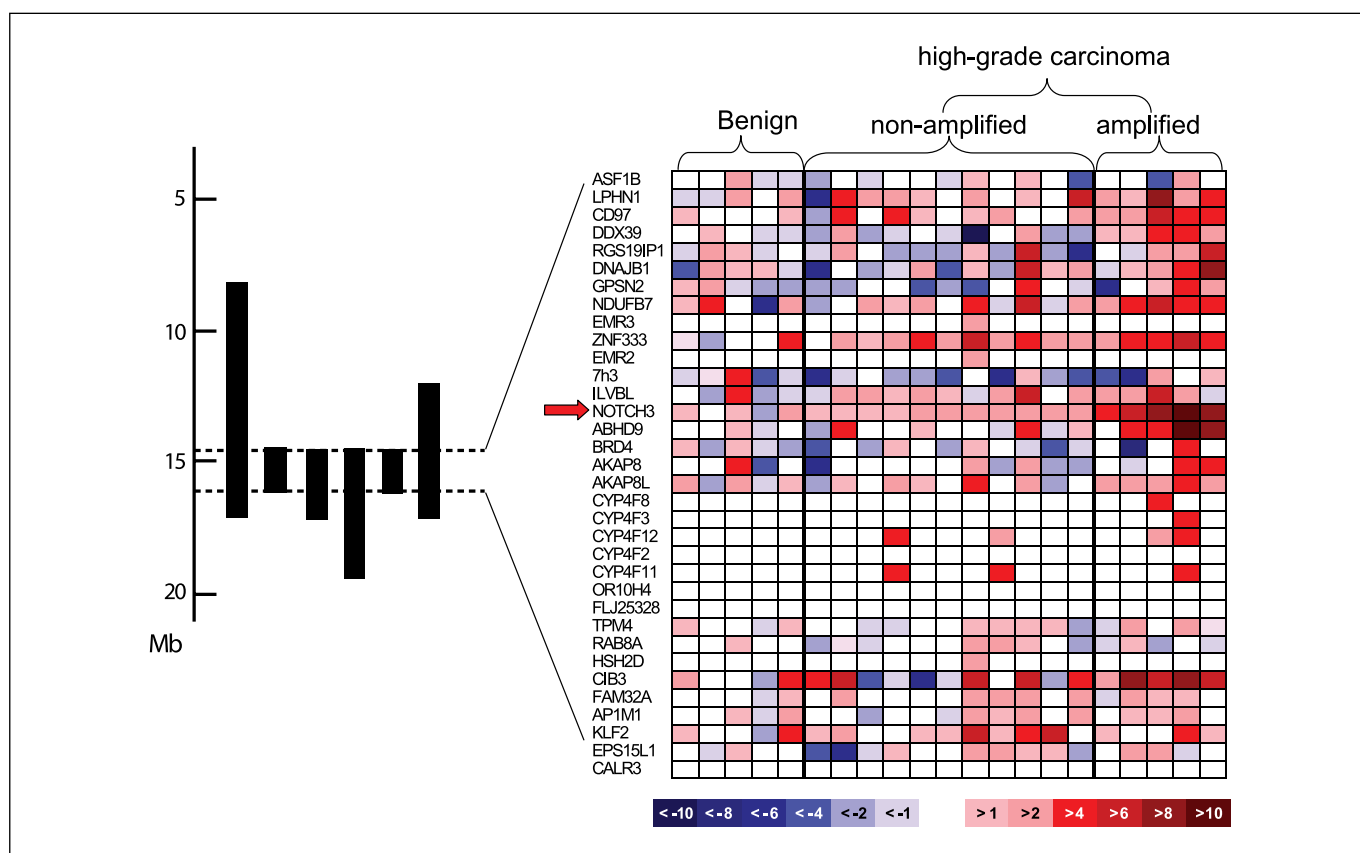 high-grade carcinoma
Benign non-amplified amplified
5
10
15
20
Mb
ASF1B
LPHN1
CD97
DDX39
RGS19IP1
DNAJB1
GPSN2
NDUFB7
EMR3
ZNF333
EMR2
7h3
ILVBL
NOTCH3
ABHD9
BRD4
AKAP8
AKAP8L
CYP4F8
CYP4F3
CYP4F12
CYP4F2
CYP4F11
OR10H4
FLJ25328
TPM4
RAB8A
HSH2D
CIB3
FAM32A
AP1M1
KLF2
EPS15L1
CALR3
<-10 <-8 <-6 <-4 <-2 <-1 >1 >2 >4 >6 >8 >10